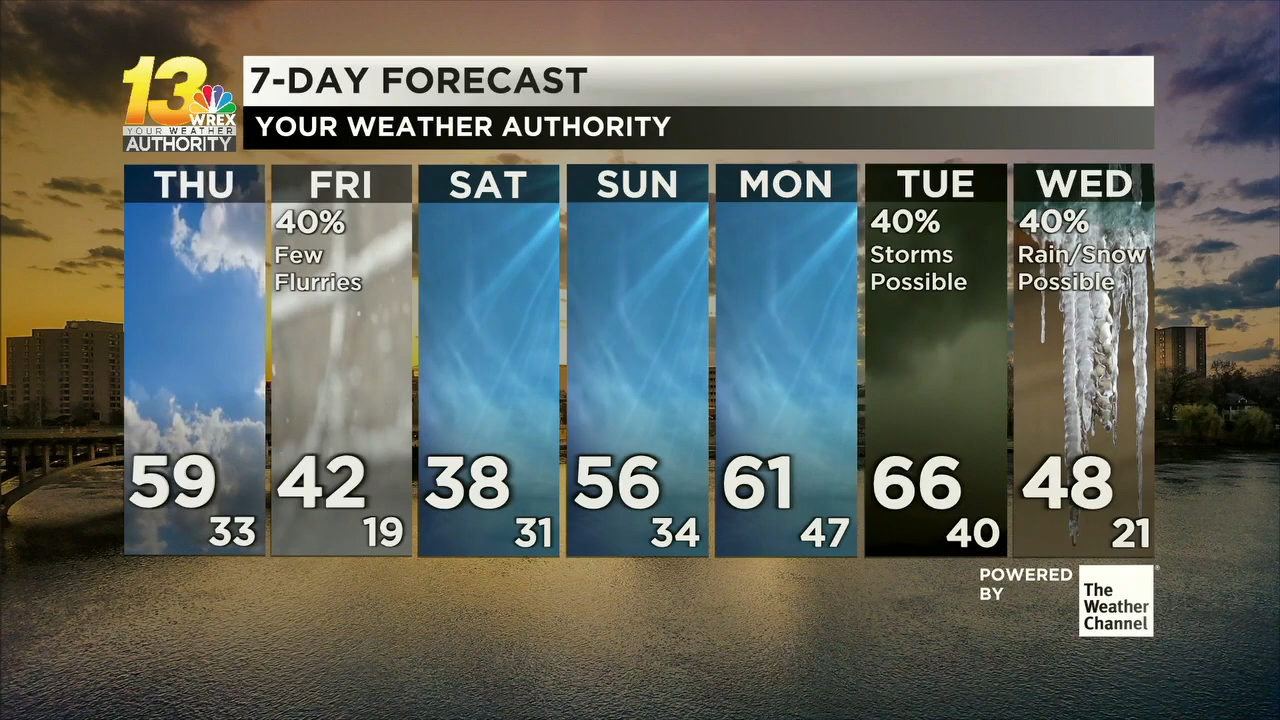 13
WREX
YOUR WEATHER
AUTHORITY
7-DAY FORECAST
YOUR WEATHER AUTHORITY
THU
59
33
FRI
40%
Few
Flurries
42
19
SAT
38
31
SUN
56
34
MON
61
47
TUE
40%
Storms
Possible
66
40
WED
40%
Rain/Snow
Possible
48
21
POWERED
BY
The
Weather
Channel